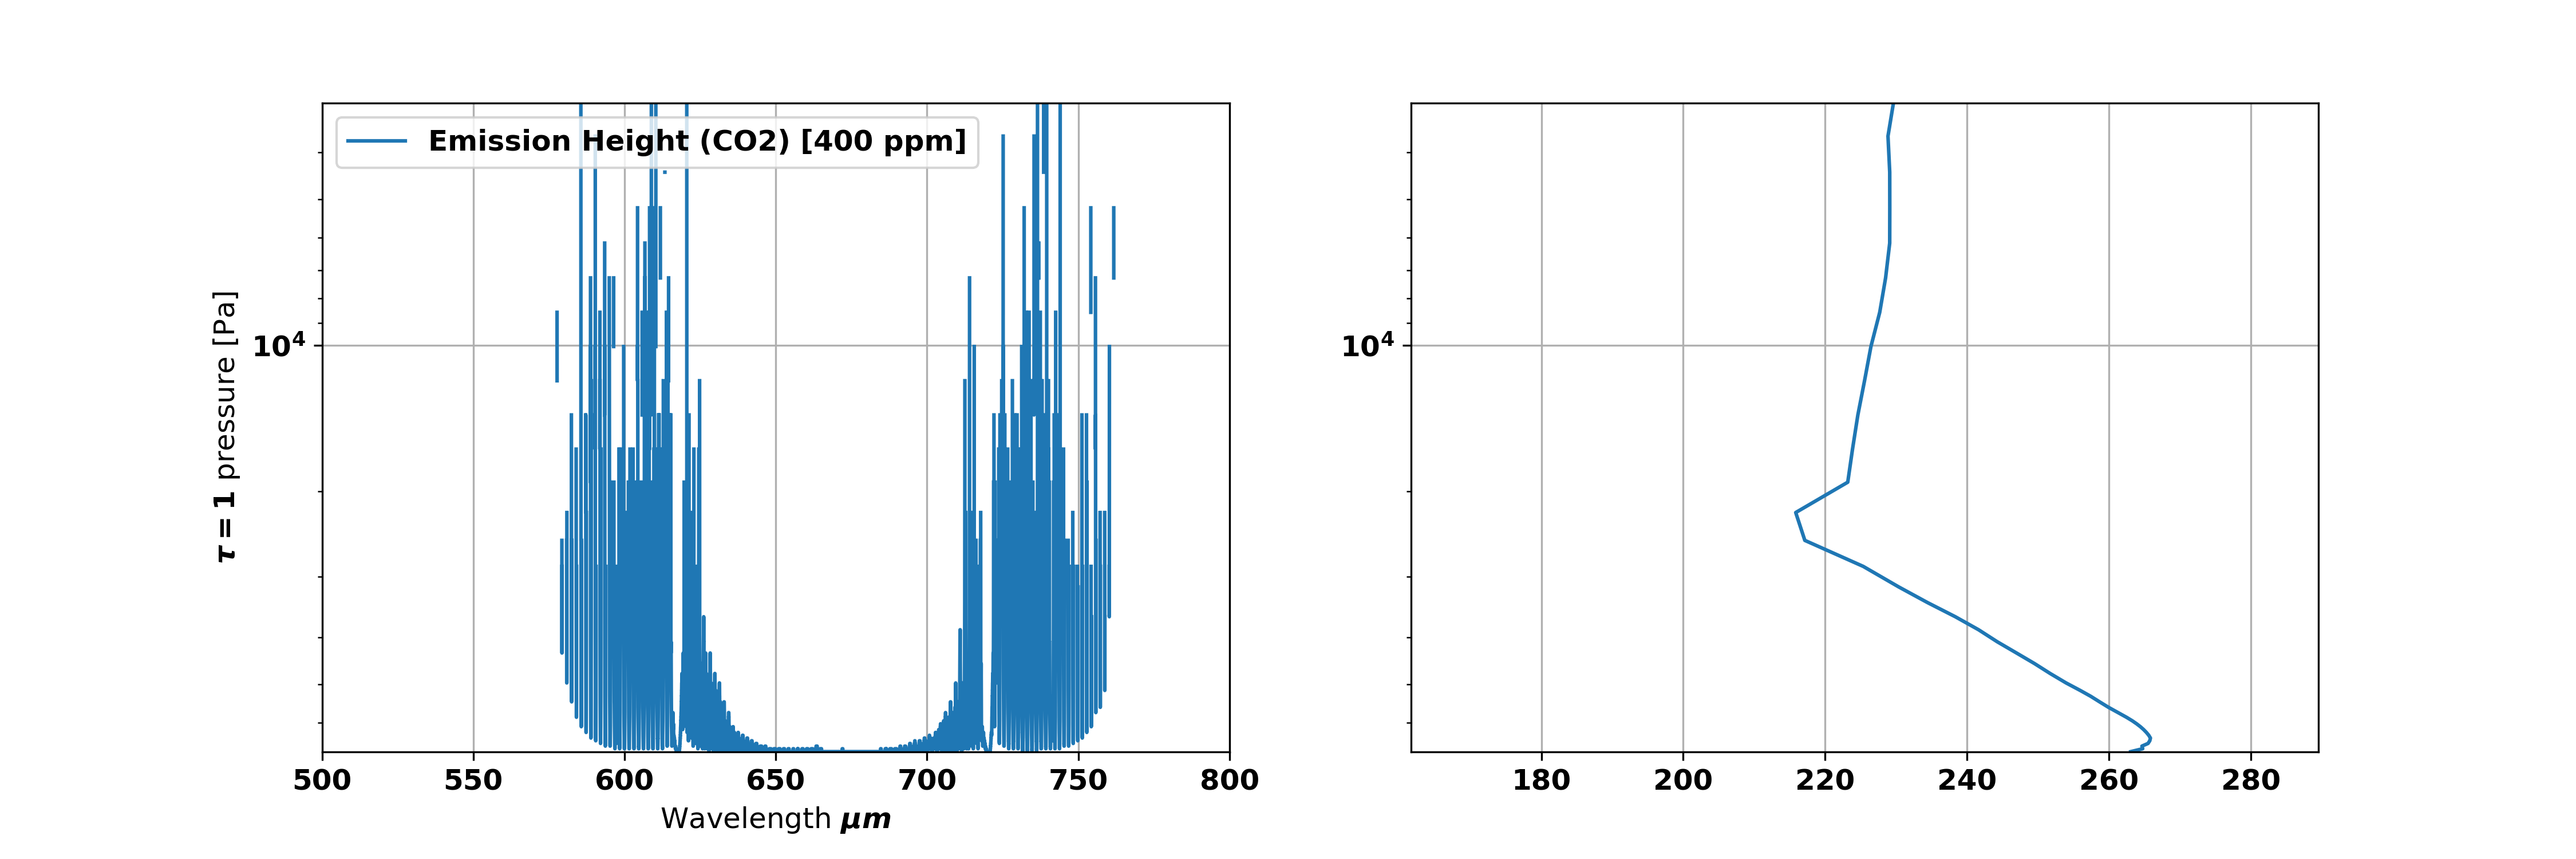 Emission Height (CO2) [400 ppm]
τ = 1 pressure [Pa]
10⁴
500 550 600 650 700 750 800
Wavelength μm
10⁴
180 200 220 240 260 280